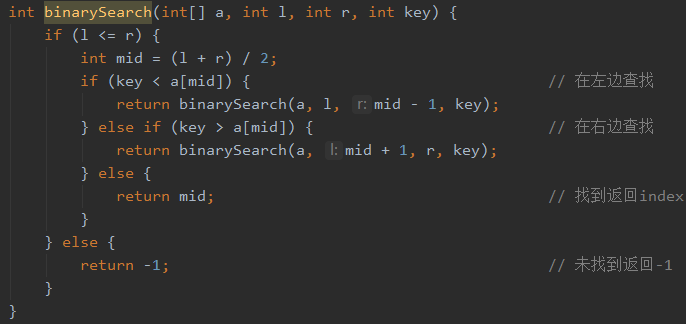 int binarySearch(int[] a, int l, int r, int key) {
    if (l <= r) {
        int mid = (l + r) / 2;
        if (key < a[mid]) { // 在左边查找
            return binarySearch(a, l, r: mid - 1, key);
        } else if (key > a[mid]) { // 在右边查找
            return binarySearch(a, l: mid + 1, r, key);
        } else {
            return mid; // 找到返回index
        }
    } else {
        return -1; // 未找到返回-1
    }
}